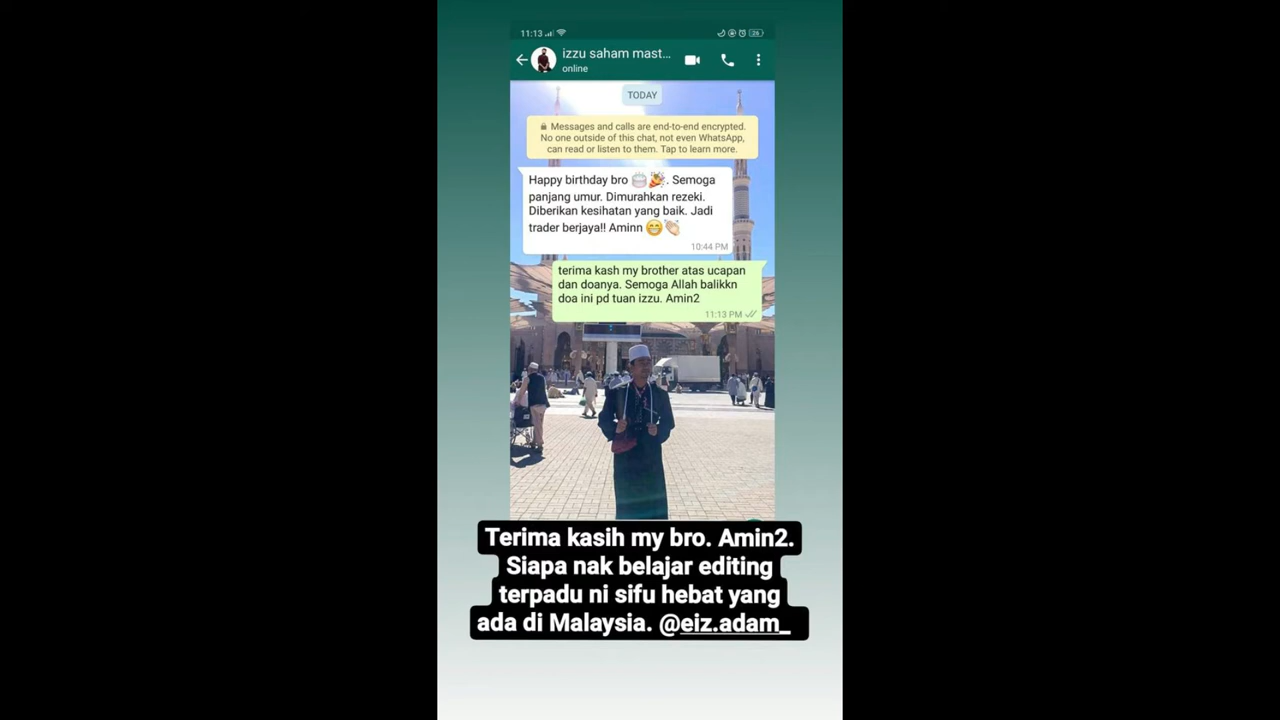 11:13
26
izzu saham mast...
online
TODAY
Messages and calls are end-to-end encrypted.
No one outside of this chat, not even WhatsApp,
can read or listen to them. Tap to learn more.
Happy birthday bro 🎂🎉. Semoga
panjang umur. Dimurahkan rezeki.
Diberikan kesihatan yang baik. Jadi
trader berjaya!! Aminn 😁👏🏻
10:44 PM
terima kash my brother atas ucapan
dan doanya. Semoga Allah balikkn
doa ini pd tuan izzu. Amin2
11:13 PM
Terima kasih my bro. Amin2.
Siapa nak belajar editing
terpadu ni sifu hebat yang
ada di Malaysia. @eiz.adam_